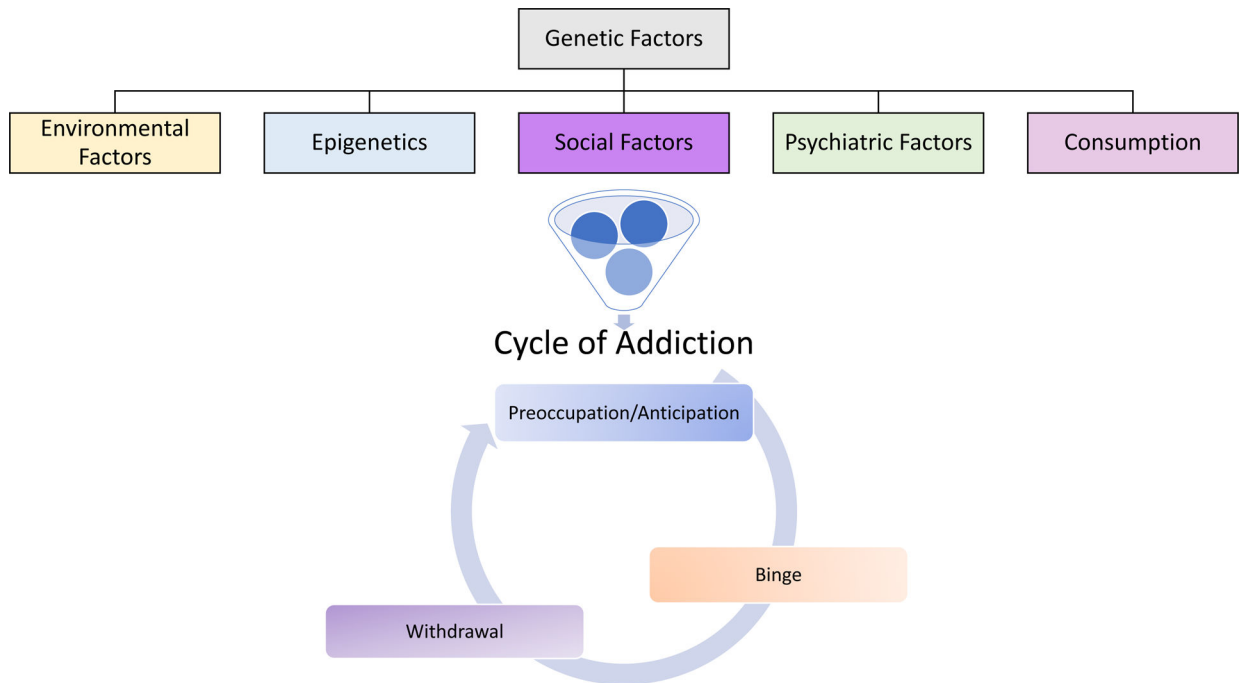 Genetic Factors
Environmental
Factors
Epigenetics
Social Factors
Psychiatric Factors
Consumption
Cycle of Addiction
Preoccupation/Anticipation
Binge
Withdrawal